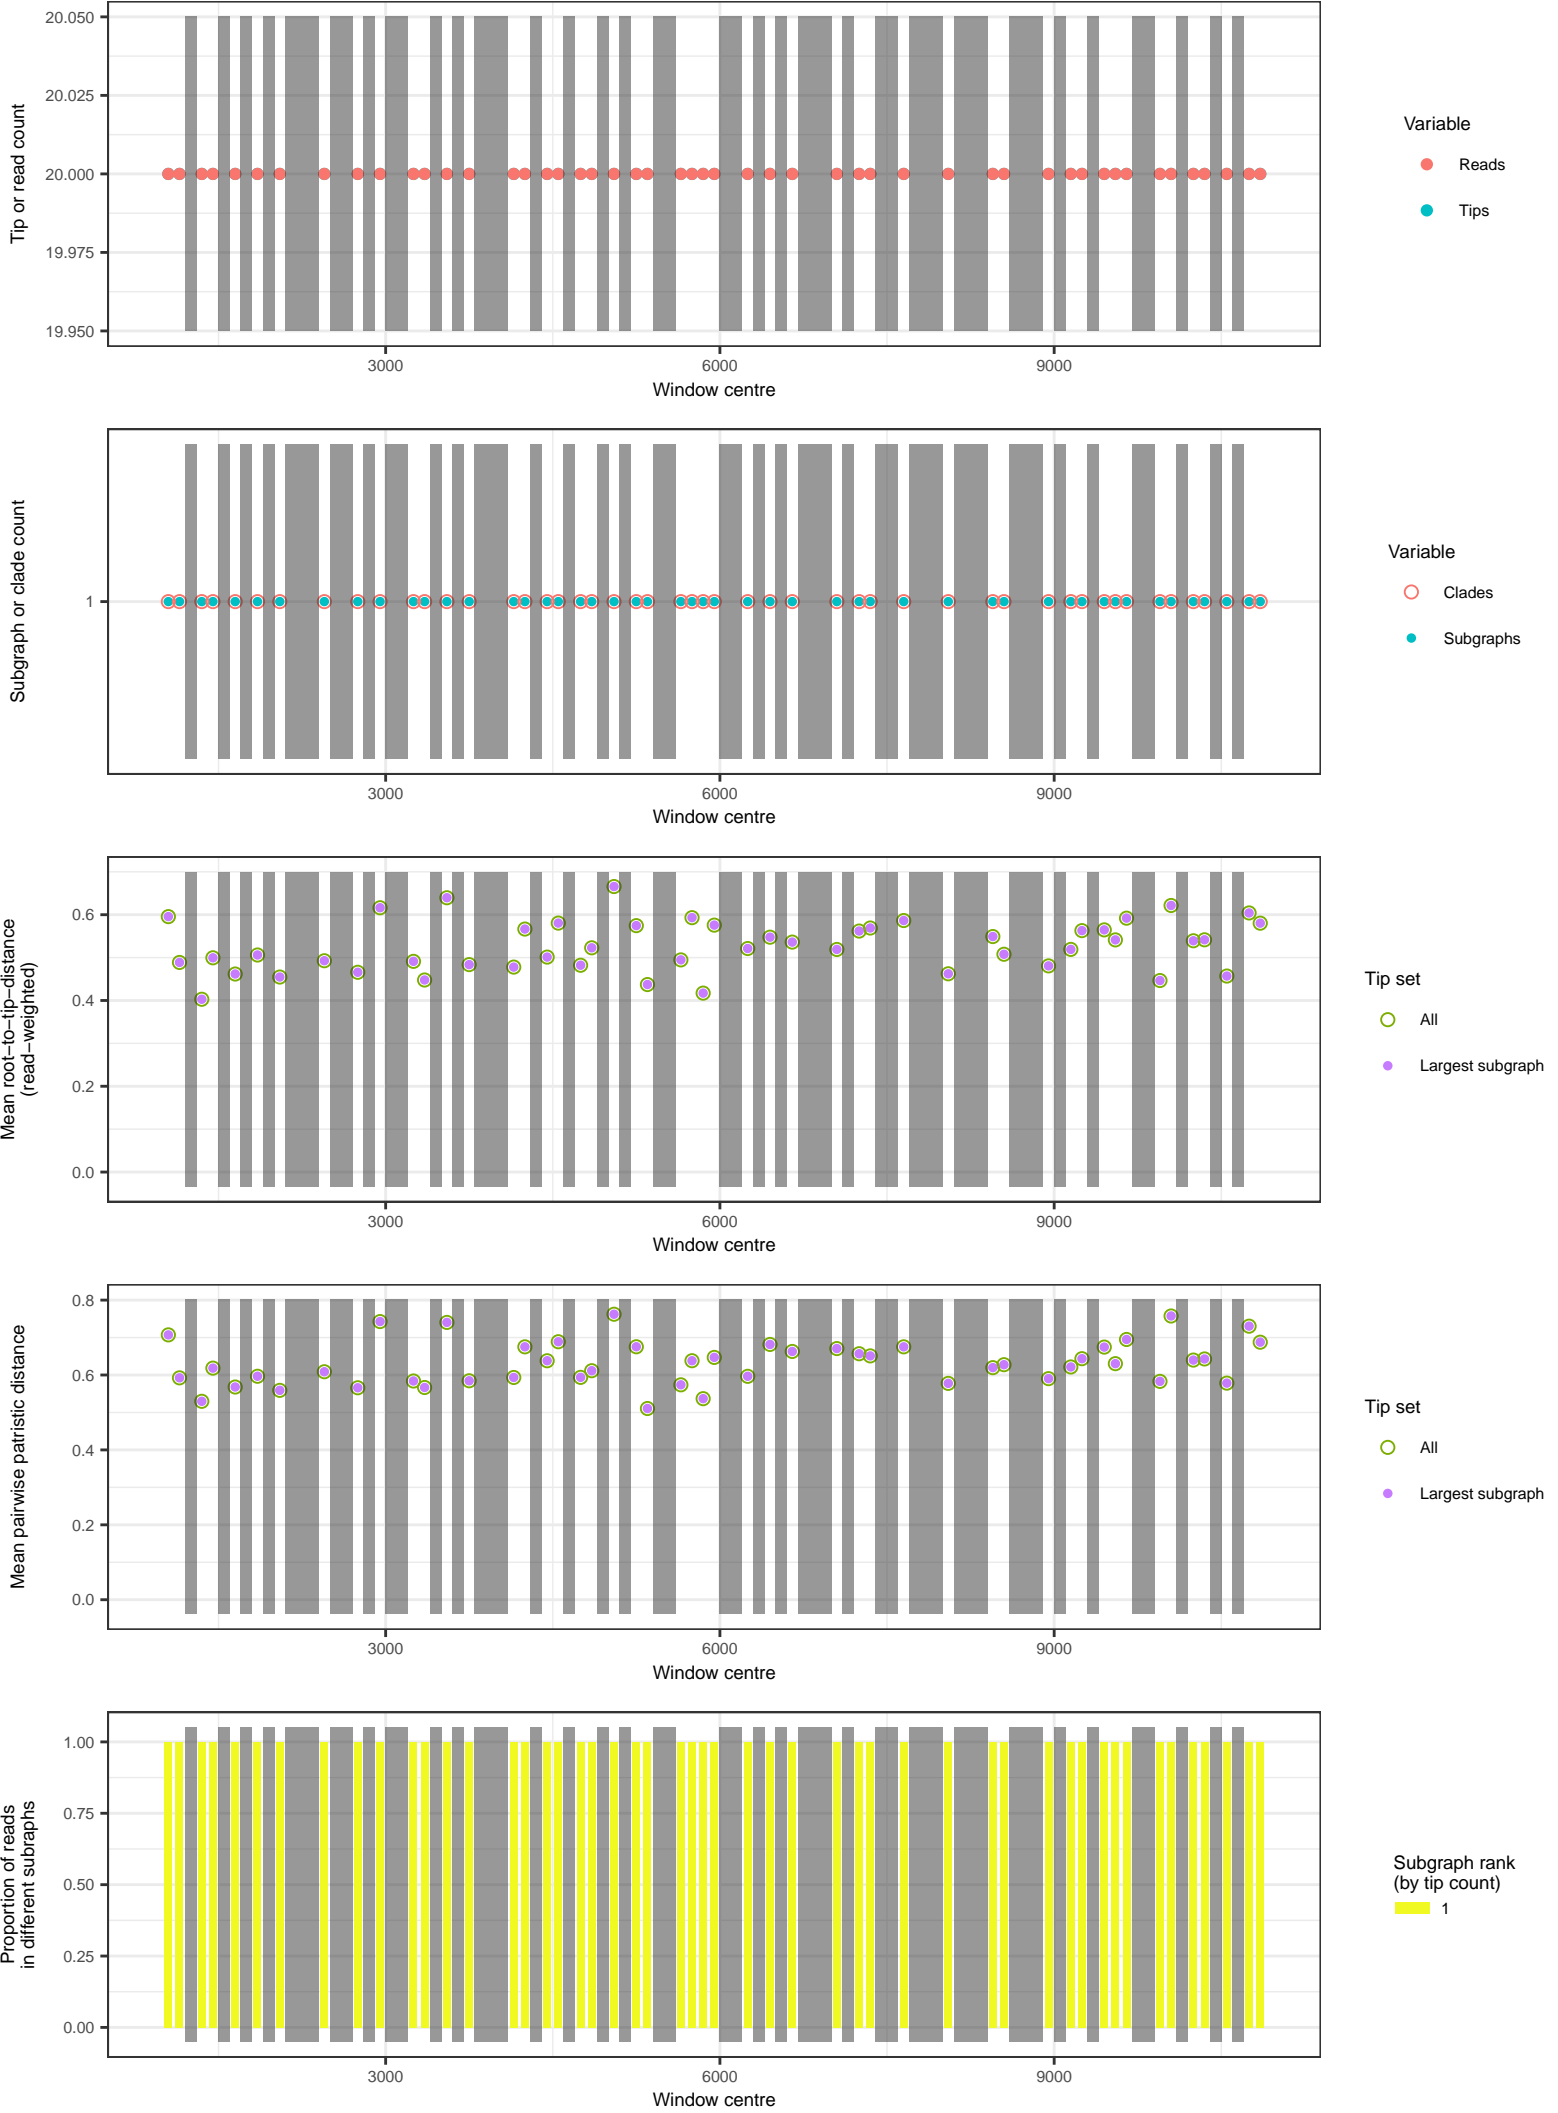 20.050
20.025
20.000
19.975
19.950
Tip or read count
3000
6000
9000
Window centre
Variable
Reads
Tips
1
Subgraph or clade count
3000
6000
9000
Window centre
Variable
Clades
Subgraphs
0.6
0.4
0.2
0.0
Mean root−to−tip−distance
(read−weighted)
3000
6000
9000
Window centre
Tip set
All
Largest subgraph
0.8
0.6
0.4
0.2
0.0
Mean pairwise patristic distance
3000
6000
9000
Window centre
Tip set
All
Largest subgraph
1.00
0.75
0.50
0.25
0.00
Proportion of reads
in different subraphs
3000
6000
9000
Window centre
Subgraph rank
(by tip count)
1